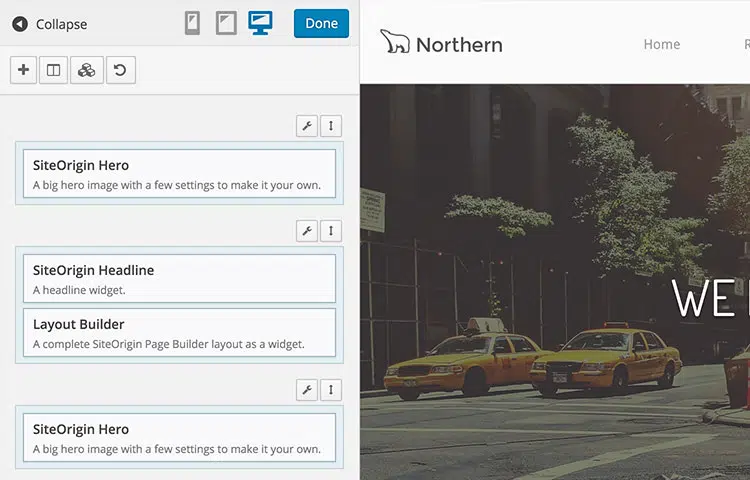 Collapse
Done
SiteOrigin Hero
A big hero image with a few settings to make it your own.
SiteOrigin Headline
A headline widget.
Layout Builder
A complete SiteOrigin Page Builder layout as a widget.
SiteOrigin Hero
A big hero image with a few settings to make it your own.
Northern
Home
WE